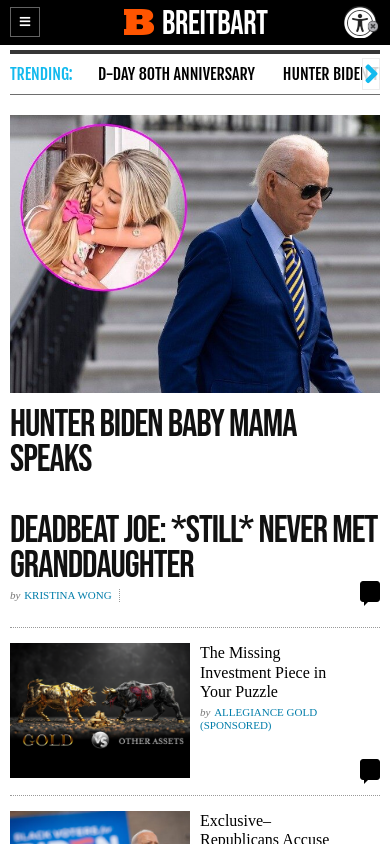 BREITBART
TRENDING:
D-DAY 80TH ANNIVERSARY
HUNTER BIDEN
HUNTER BIDEN BABY MAMA
SPEAKS
DEADBEAT JOE: *STILL* NEVER MET
GRANDDAUGHTER
by KRISTINA WONG
The Missing
Investment Piece in
Your Puzzle
by ALLEGIANCE GOLD
(SPONSORED)
GOLD VS OTHER ASSETS
Exclusive–
Republicans Accuse
BLACK VOTERS for